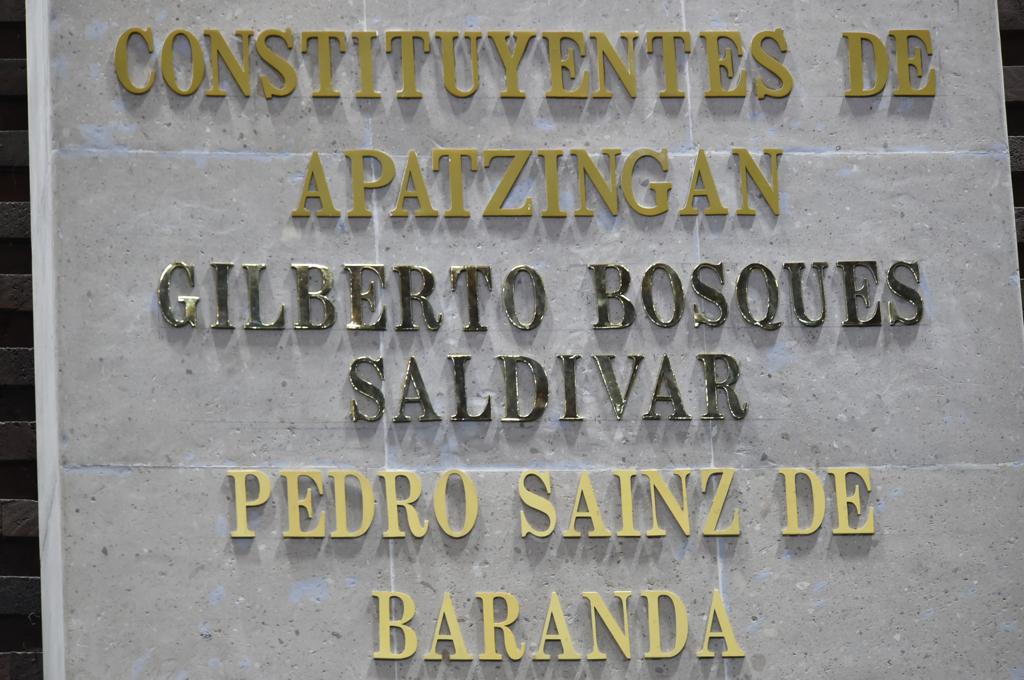 CONSTITUYENTES DE
APATZINGAN
GILBERTO BOSQUES
SALDIVAR
PEDRO SAINZ DE
BARANDA